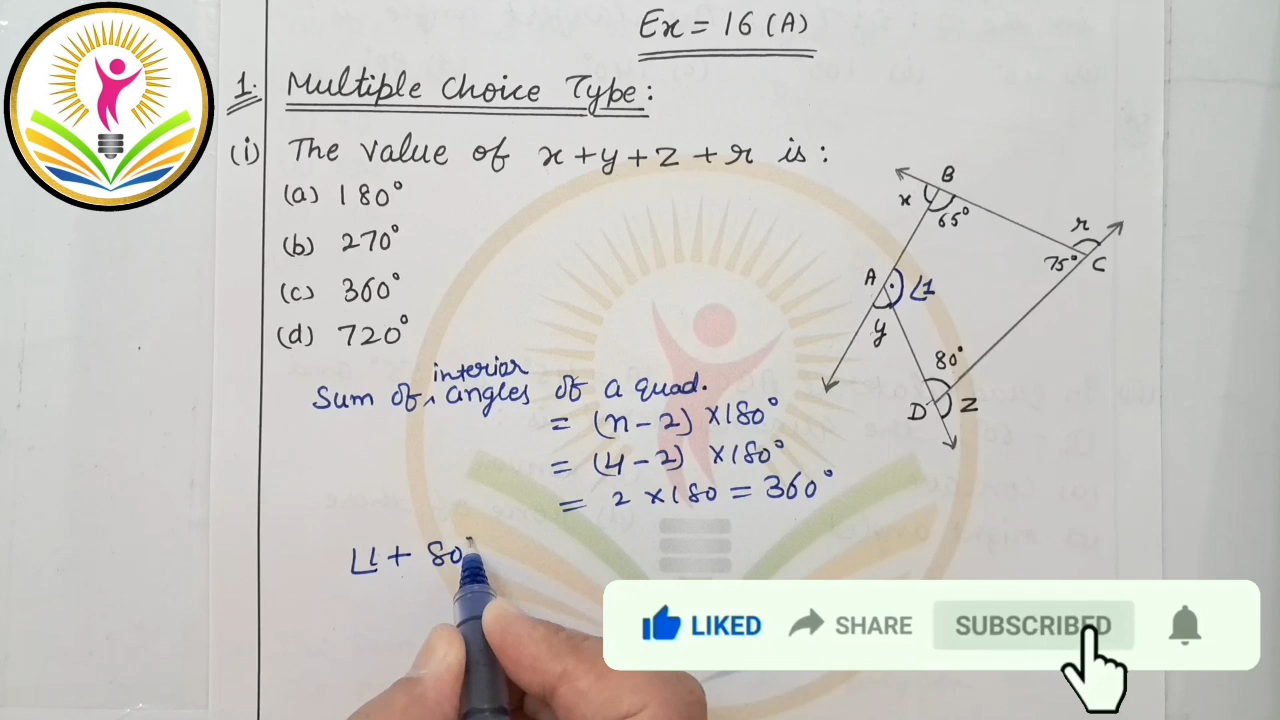 Ex = 16 (A)
1. Multiple Choice Type:
(i) The value of x + y + z + r is:
(a) 180°
(b) 270°
(c) 360°
(d) 720°
B
x
65°
r
75°
C
A
∠1
y
80°
D
z
Sum of interior angles of a quad.
= (n - 2) × 180°
= (4 - 2) × 180°
= 2 × 180 = 360°
∠1 + 80°
LIKED
SHARE
SUBSCRIBED